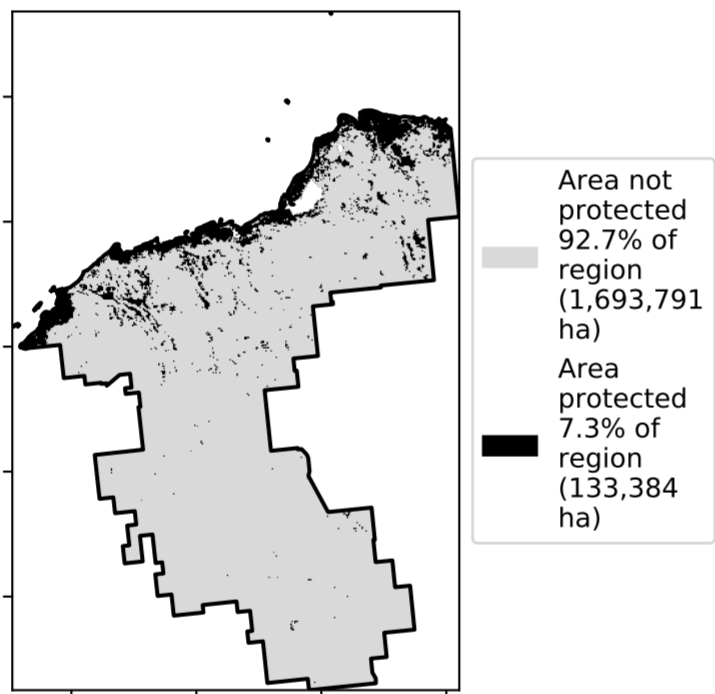 Area not
protected
92.7% of
region
(1,693,791
ha)
Area
protected
7.3% of
region
(133,384
ha)